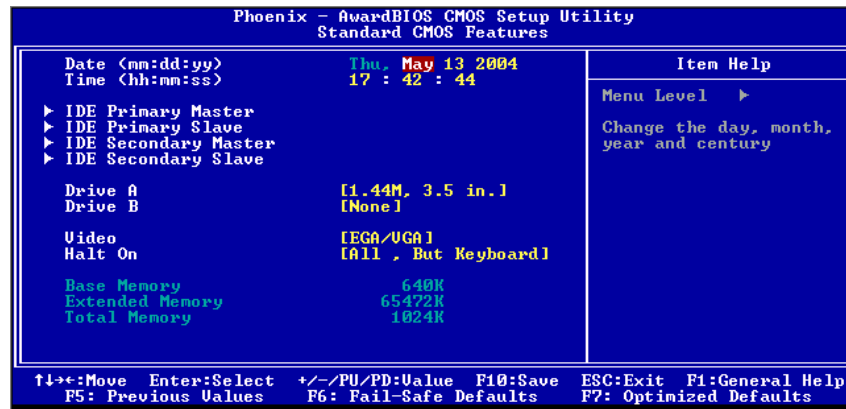 Phoenix - AwardBIOS CMOS Setup Utility
Standard CMOS Features
Date (mm:dd:yy) Thu, May 13 2004
Time (hh:mm:ss) 17 : 42 : 44
▶ IDE Primary Master
▶ IDE Primary Slave
▶ IDE Secondary Master
▶ IDE Secondary Slave
Drive A [1.44M, 3.5 in.]
Drive B [None]
Video [EGA/VGA]
Halt On [All , But Keyboard]
Base Memory 640K
Extended Memory 65472K
Total Memory 1024K
Item Help
Menu Level ▶
Change the day, month,
year and century
↑↓→←:Move Enter:Select +/-/PU/PD:Value F10:Save ESC:Exit F1:General Help
F5: Previous Values F6: Fail-Safe Defaults F7: Optimized Defaults